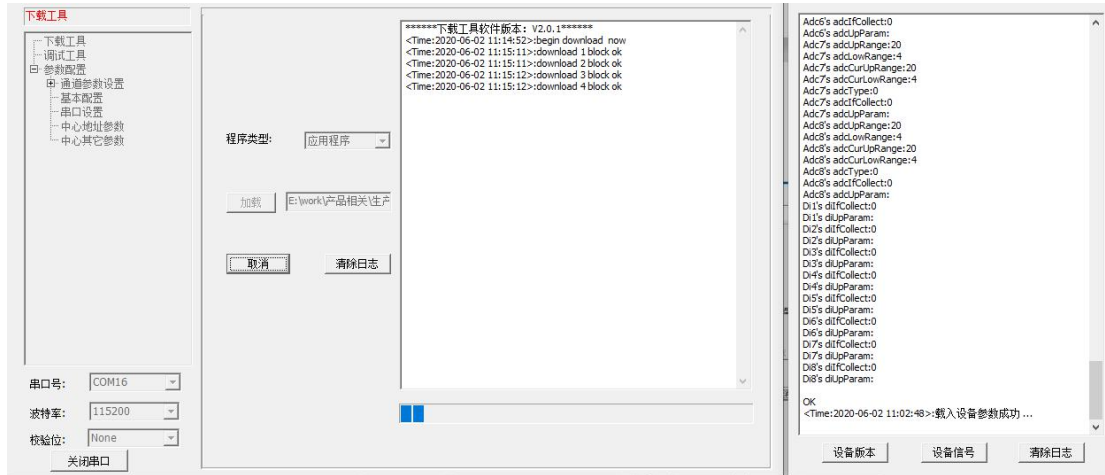 下载工具
下载工具
调试工具
参数配置
通道参数设置
基本配置
串口设置
中心地址参数
中心其它参数
串口号:
COM16
波特率:
115200
校验位:
None
关闭串口
程序类型:
应用程序
加载
E:\work\产品相关\生产
取消
清除日志
******下载工具软件版本：V2.0.1******
<Time:2020-06-02 11:14:52>:begin download  now
<Time:2020-06-02 11:15:11>:download 1 block ok
<Time:2020-06-02 11:15:12>:download 2 block ok
<Time:2020-06-02 11:15:12>:download 3 block ok
<Time:2020-06-02 11:15:12>:download 4 block ok
Adc6's adcIfCollect:0
Adc6's adcUpParam:
Adc7's adcUpRange:20
Adc7's adcLowRange:4
Adc7's adcCurUpRange:20
Adc7's adcCurLowRange:4
Adc7's adcType:0
Adc7's adcIfCollect:0
Adc7's adcUpParam:
Adc8's adcUpRange:20
Adc8's adcLowRange:4
Adc8's adcCurUpRange:20
Adc8's adcCurLowRange:4
Adc8's adcType:0
Adc8's adcIfCollect:0
Adc8's adcUpParam:
Di1's diIfCollect:0
Di1's diUpParam:
Di2's diIfCollect:0
Di2's diUpParam:
Di3's diIfCollect:0
Di3's diUpParam:
Di4's diIfCollect:0
Di4's diUpParam:
Di5's diIfCollect:0
Di5's diUpParam:
Di6's diIfCollect:0
Di6's diUpParam:
Di7's diIfCollect:0
Di7's diUpParam:
Di8's diIfCollect:0
Di8's diUpParam:
OK
<Time:2020-06-02 11:02:48>:载入设备参数成功 ...
设备版本
设备信号
清除日志